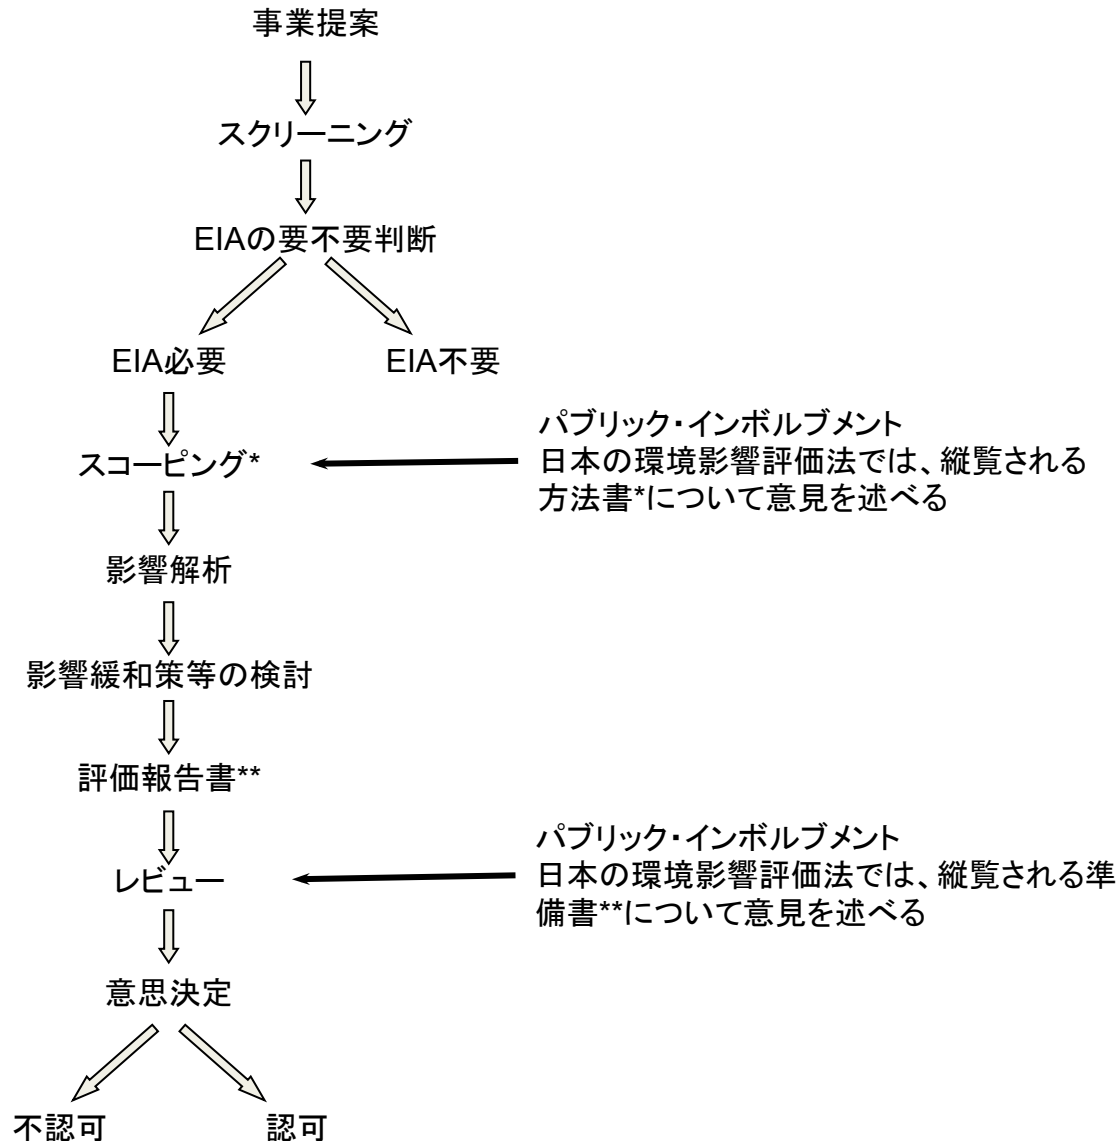 事業提案
スクリーニング
EIAの要不要判断
EIA必要
EIA不要
スコーピング*
パブリック・インボルブメント
日本の環境影響評価法では、縦覧される
方法書*について意見を述べる
影響解析
影響緩和策等の検討
評価報告書**
レビュー
パブリック・インボルブメント
日本の環境影響評価法では、縦覧される準
備書**について意見を述べる
意思決定
不認可
認可